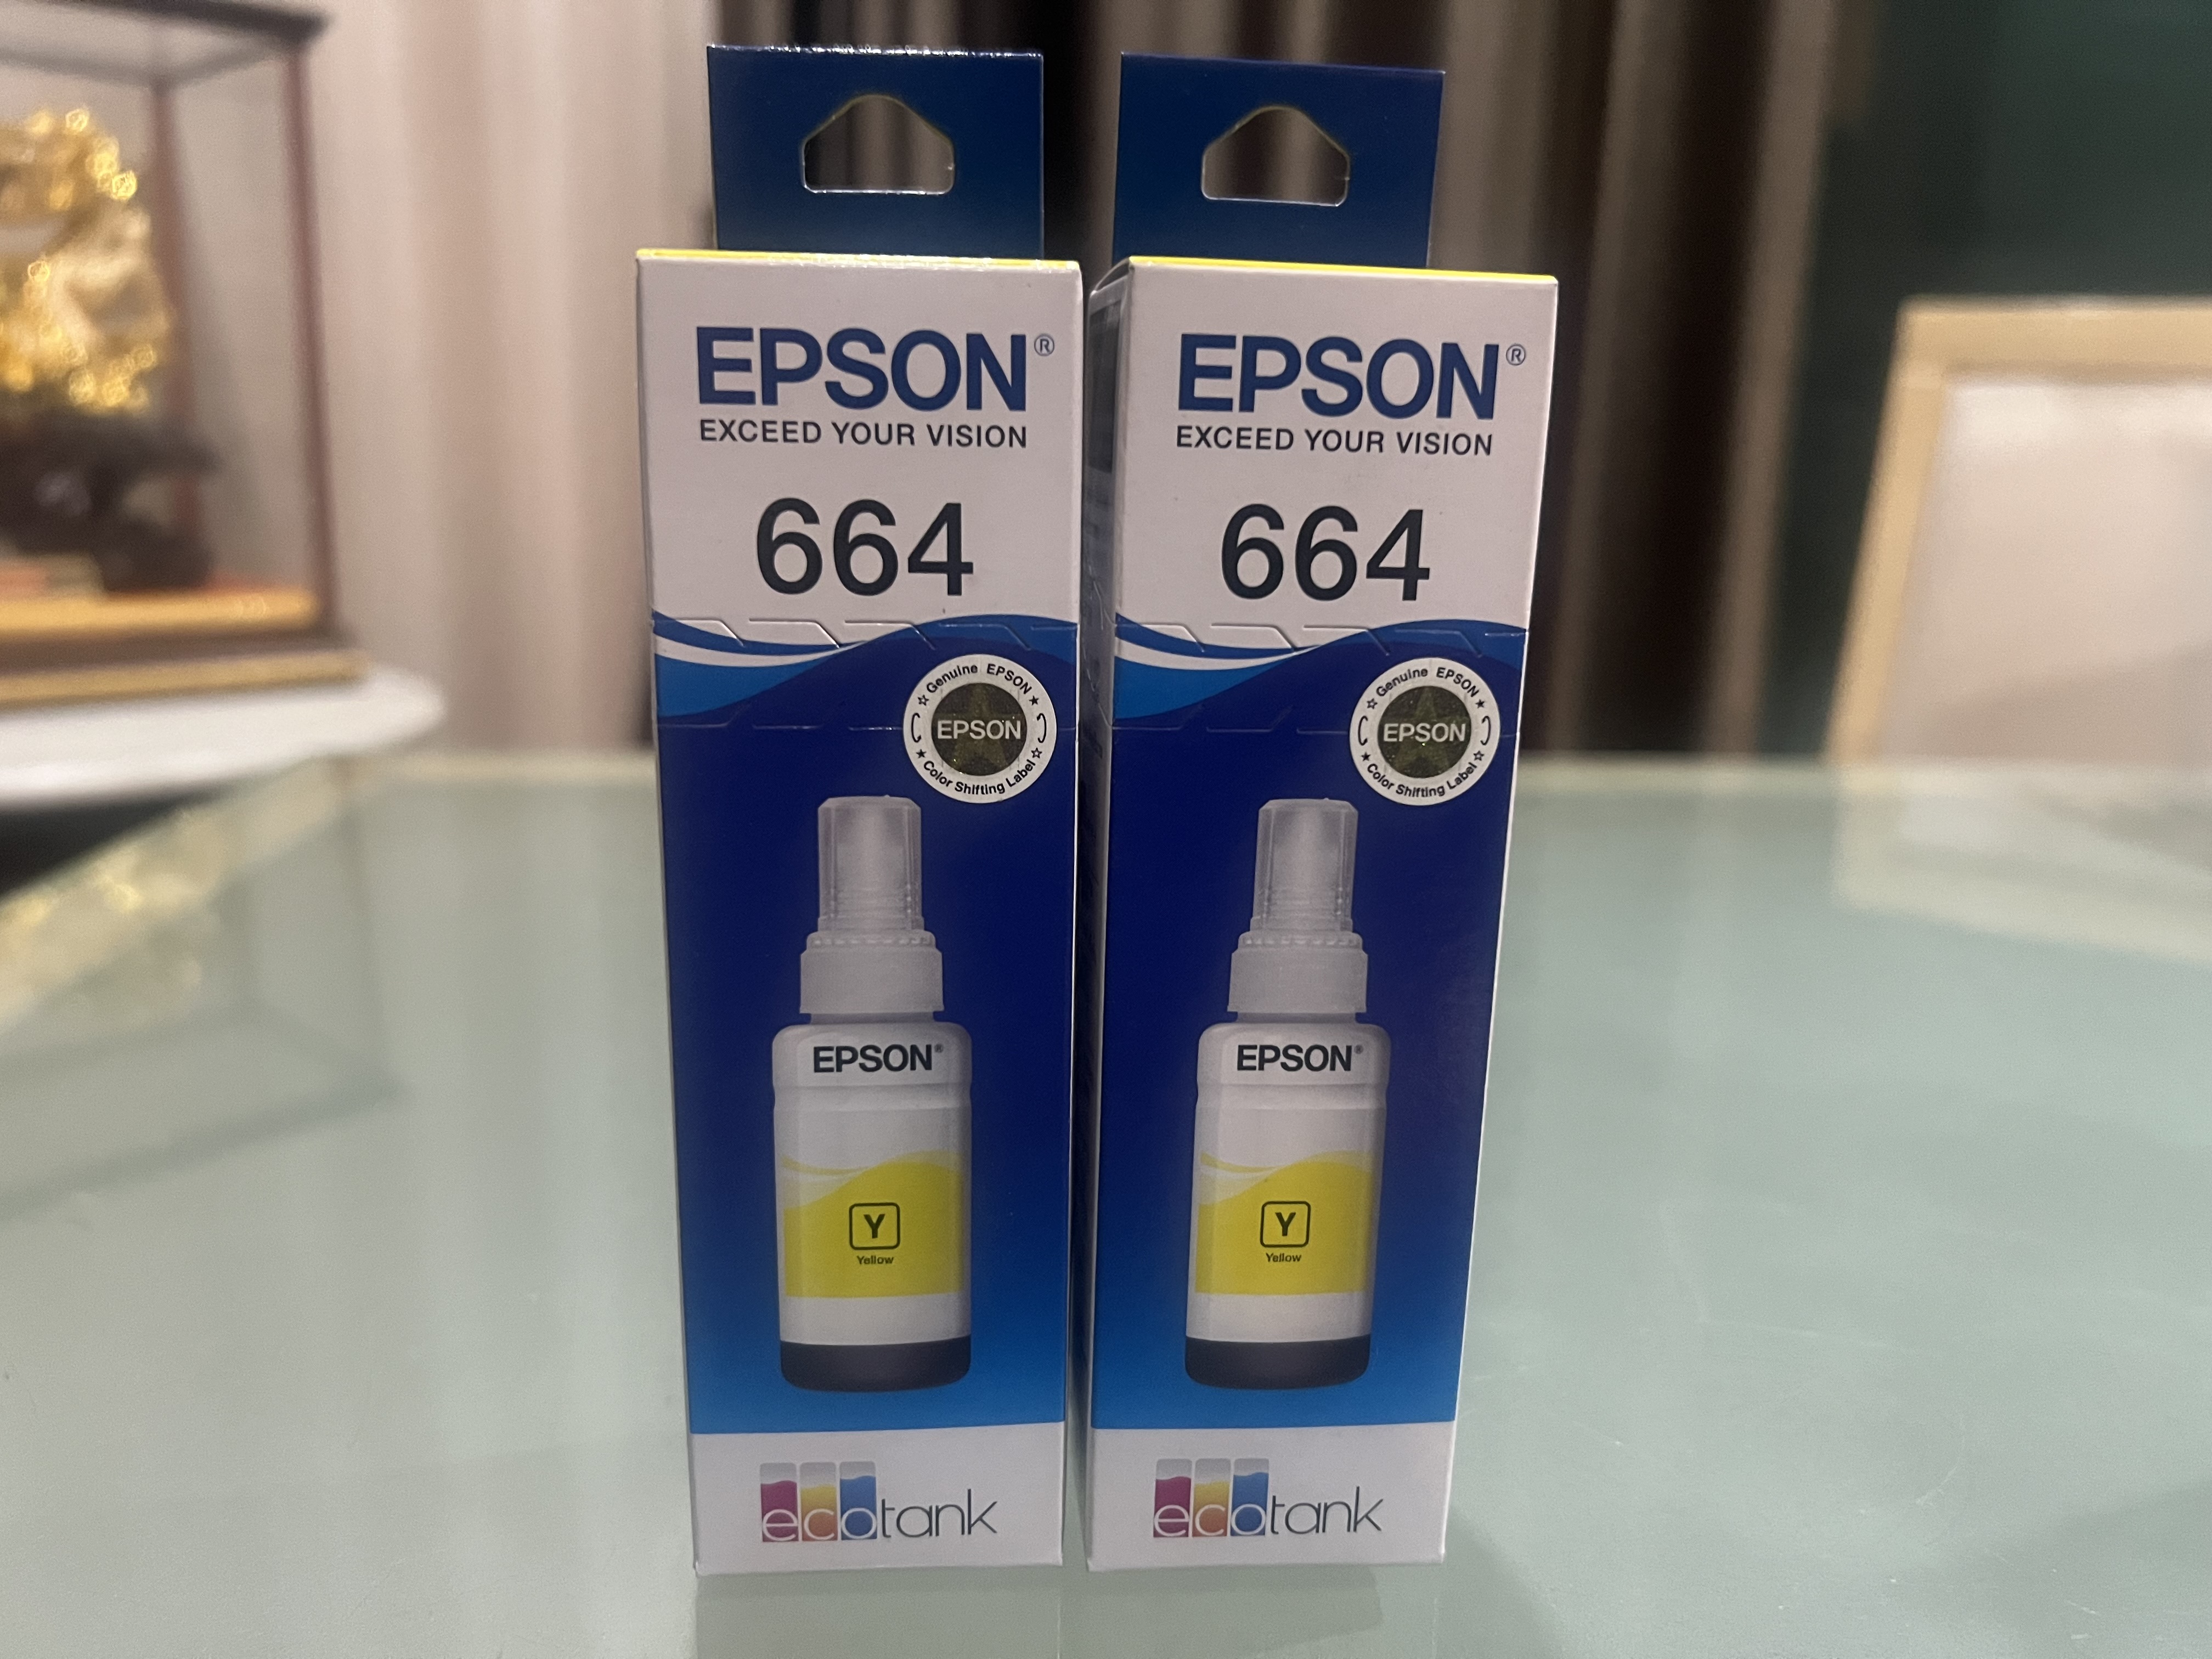 EPSON®
EXCEED YOUR VISION
664
Genuine EPSON
EPSON
Color Shifting Label
EPSON®
Y
Yellow
ecotank
EPSON®
EXCEED YOUR VISION
664
Genuine EPSON
EPSON
Color Shifting Label
EPSON®
Y
Yellow
ecotank